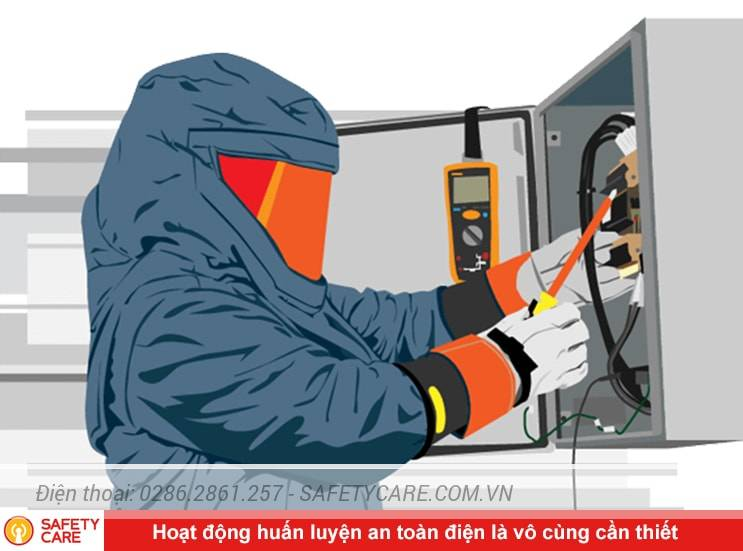 Điện thoại: 0286.2861.257 - SAFETYCARE.COM.VN
SAFETY
CARE
Hoạt động huấn luyện an toàn điện là vô cùng cần thiết